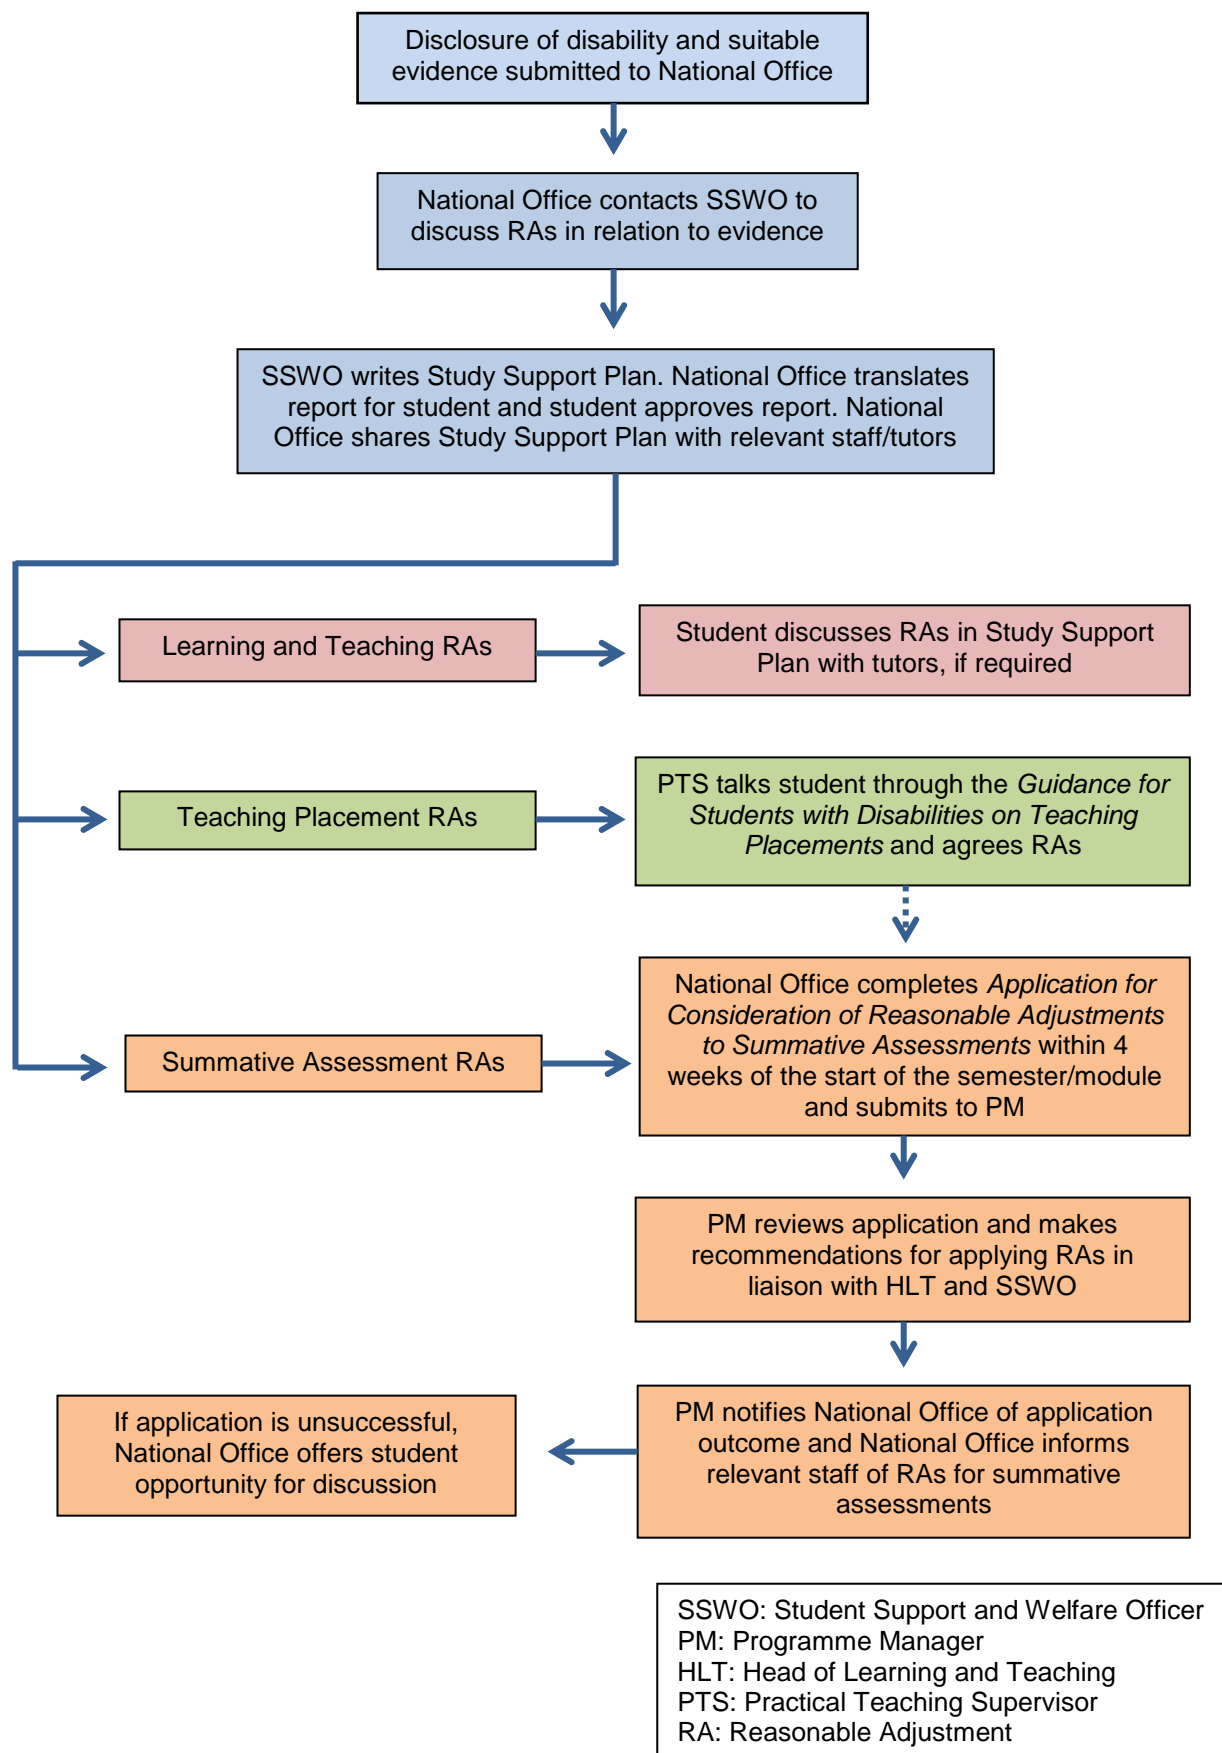 Disclosure of disability and suitable
evidence submitted to National Office
National Office contacts SSWO to
discuss RAs in relation to evidence
SSWO writes Study Support Plan. National Office translates
report for student and student approves report. National
Office shares Study Support Plan with relevant staff/tutors
Learning and Teaching RAs
Student discusses RAs in Study Support
Plan with tutors, if required
Teaching Placement RAs
PTS talks student through the Guidance for
Students with Disabilities on Teaching
Placements and agrees RAs
Summative Assessment RAs
National Office completes Application for
Consideration of Reasonable Adjustments
to Summative Assessments within 4
weeks of the start of the semester/module
and submits to PM
PM reviews application and makes
recommendations for applying RAs in
liaison with HLT and SSWO
PM notifies National Office of application
outcome and National Office informs
relevant staff of RAs for summative
assessments
If application is unsuccessful,
National Office offers student
opportunity for discussion
SSWO: Student Support and Welfare Officer
PM: Programme Manager
HLT: Head of Learning and Teaching
PTS: Practical Teaching Supervisor
RA: Reasonable Adjustment